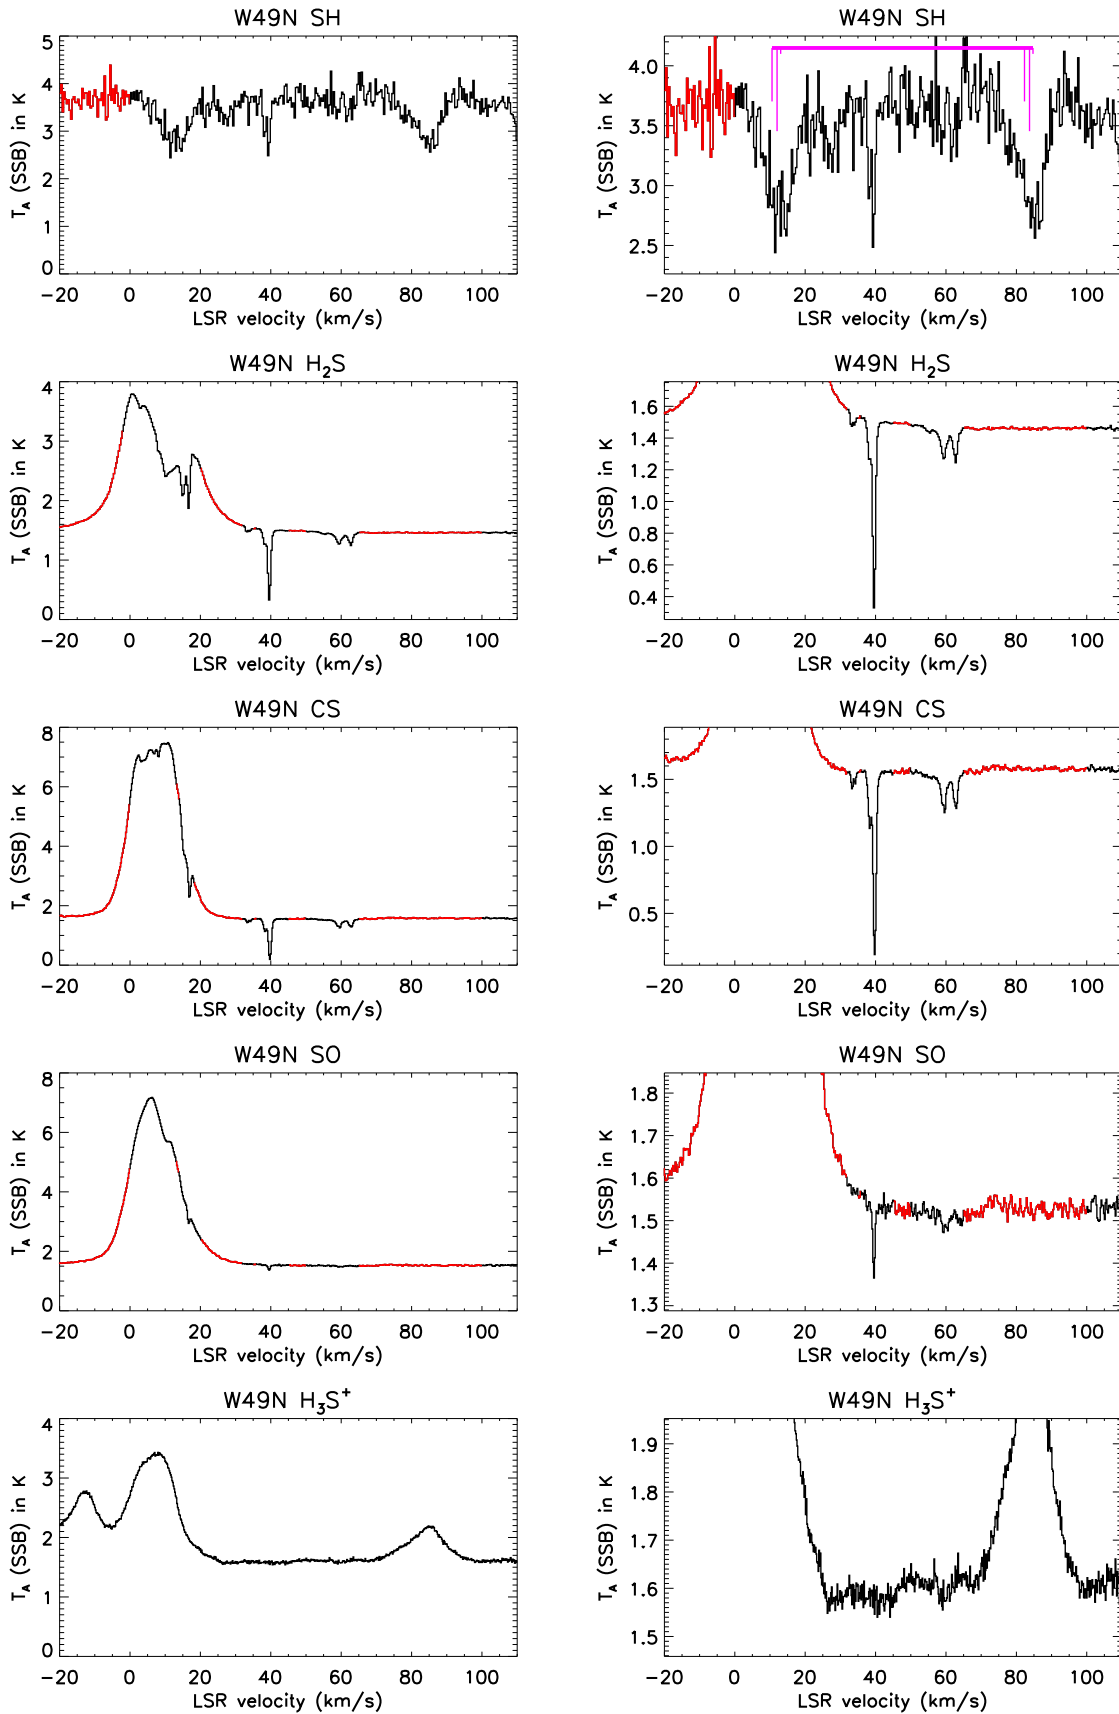 W49N SH
W49N SH
5
4
3
2
1
0
T_A (SSB) in K
4.0
3.5
3.0
2.5
T_A (SSB) in K
−20 0 20 40 60 80 100
−20 0 20 40 60 80 100
LSR velocity (km/s)
LSR velocity (km/s)
W49N H₂S
W49N H₂S
4
3
2
1
0
T_A (SSB) in K
1.6
1.4
1.2
1.0
0.8
0.6
0.4
T_A (SSB) in K
−20 0 20 40 60 80 100
−20 0 20 40 60 80 100
LSR velocity (km/s)
LSR velocity (km/s)
W49N CS
W49N CS
8
6
4
2
0
T_A (SSB) in K
1.5
1.0
0.5
T_A (SSB) in K
−20 0 20 40 60 80 100
−20 0 20 40 60 80 100
LSR velocity (km/s)
LSR velocity (km/s)
W49N SO
W49N SO
8
6
4
2
0
T_A (SSB) in K
1.8
1.7
1.6
1.5
1.4
1.3
T_A (SSB) in K
−20 0 20 40 60 80 100
−20 0 20 40 60 80 100
LSR velocity (km/s)
LSR velocity (km/s)
W49N H₃S⁺
W49N H₃S⁺
4
3
2
1
0
T_A (SSB) in K
1.9
1.8
1.7
1.6
1.5
T_A (SSB) in K
−20 0 20 40 60 80 100
−20 0 20 40 60 80 100
LSR velocity (km/s)
LSR velocity (km/s)